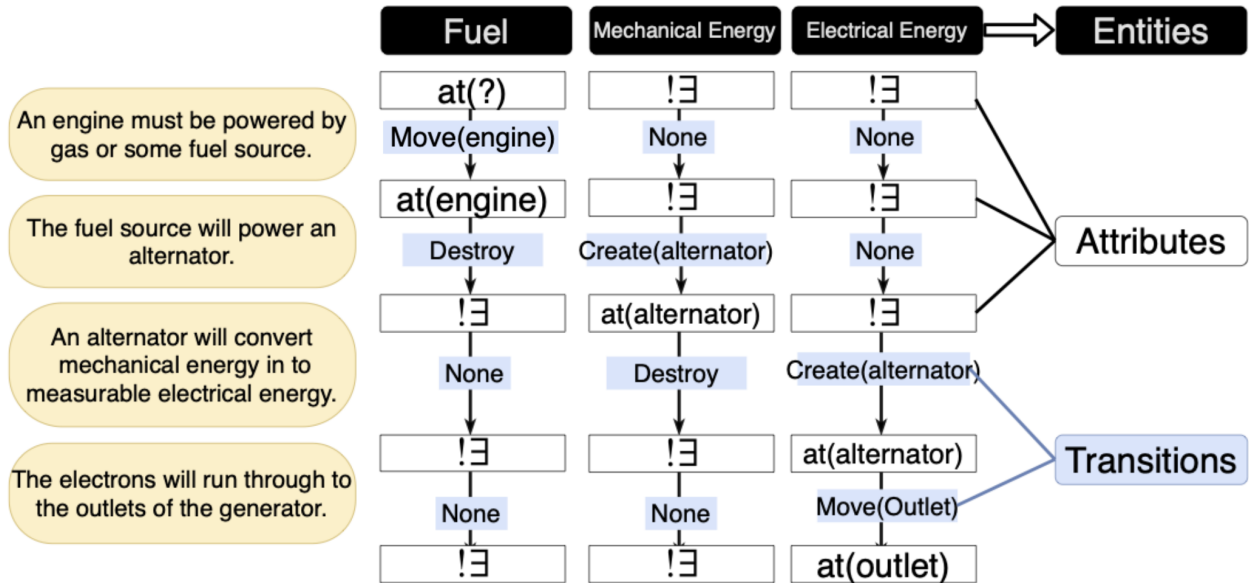 Fuel
Mechanical Energy
Electrical Energy
Entities
at(?)
!∃
!∃
An engine must be powered by
gas or some fuel source.
Move(engine)
None
None
at(engine)
!∃
!∃
The fuel source will power an
alternator.
Destroy
Create(alternator)
None
Attributes
!∃
at(alternator)
!∃
An alternator will convert
mechanical energy in to
measurable electrical energy.
None
Destroy
Create(alternator)
!∃
!∃
at(alternator)
Transitions
The electrons will run through to
the outlets of the generator.
None
None
Move(Outlet)
!∃
!∃
at(outlet)